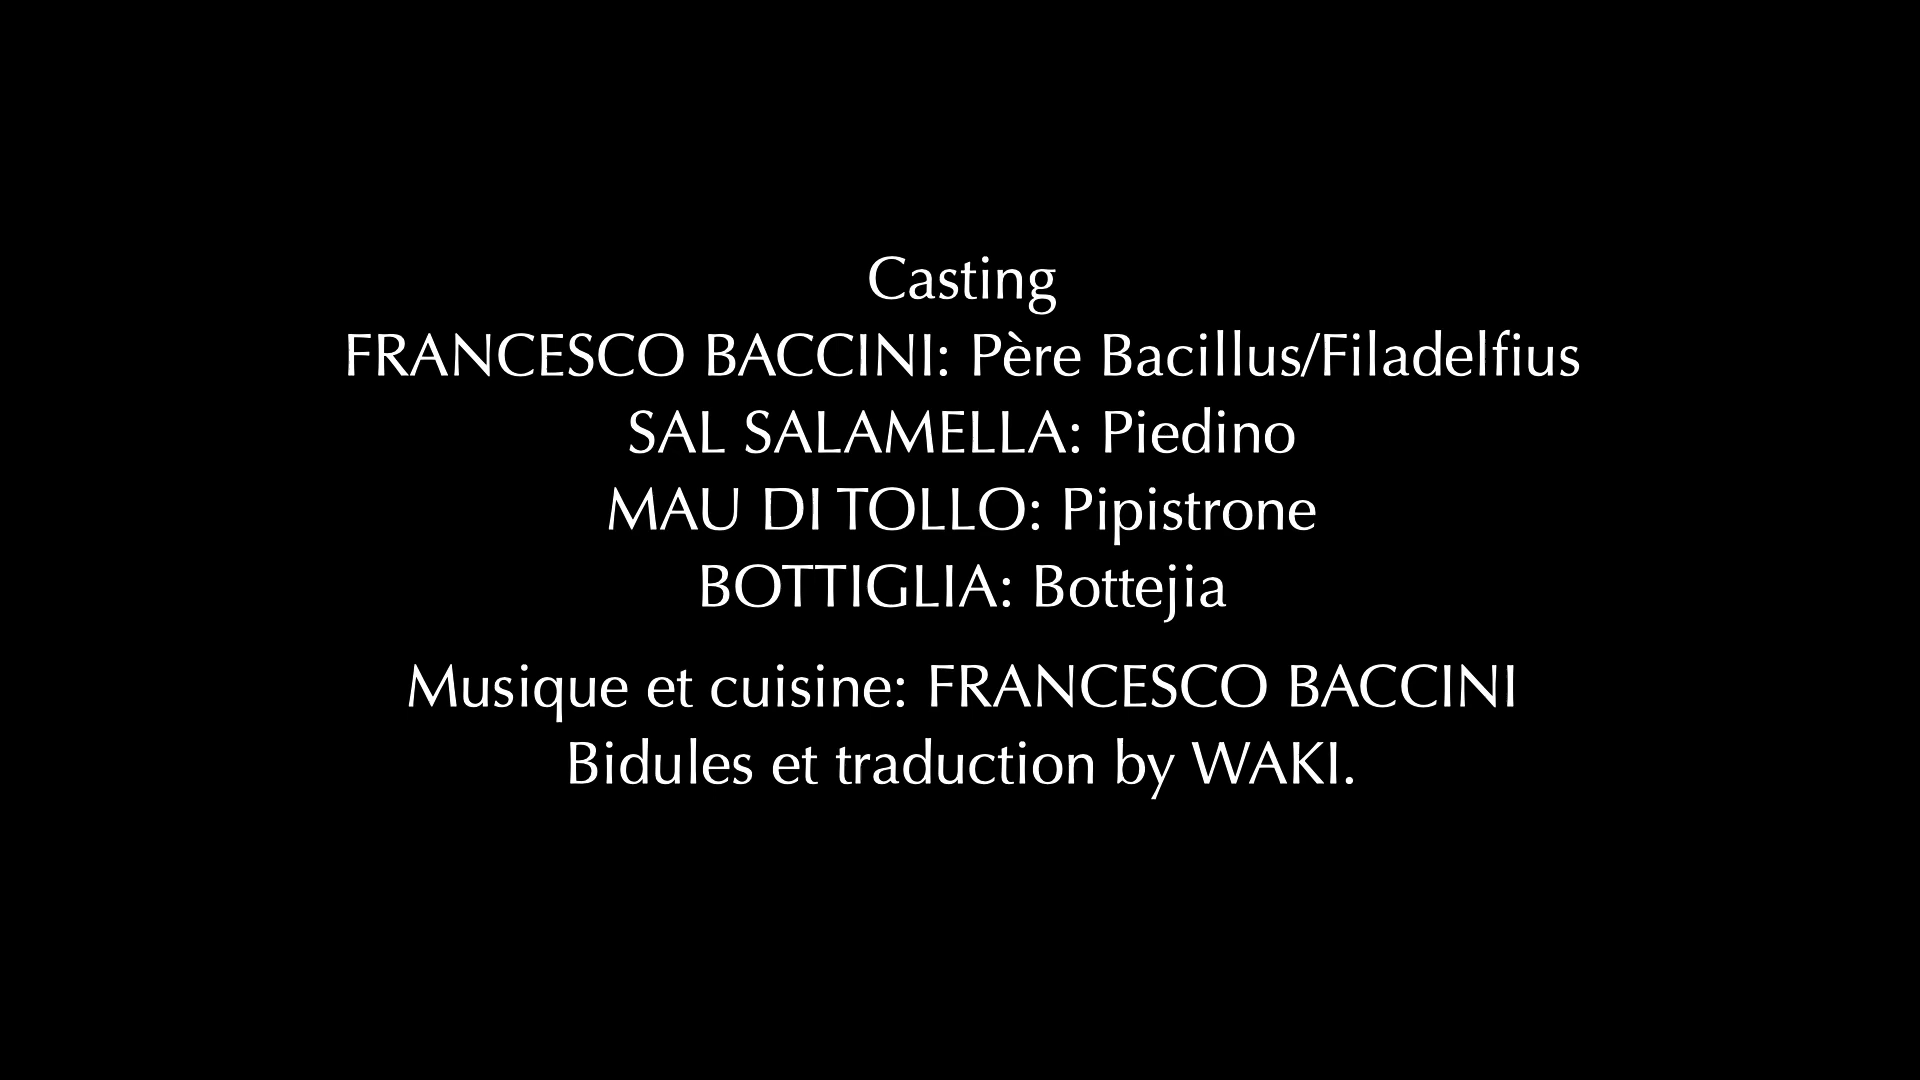 Casting
FRANCESCO BACCINI: Père Bacillus/Filadelfius
SAL SALAMELLA: Piedino
MAU DI TOLLO: Pipistrone
BOTTIGLIA: Bottejia
Musique et cuisine: FRANCESCO BACCINI
Bidules et traduction by WAKI.